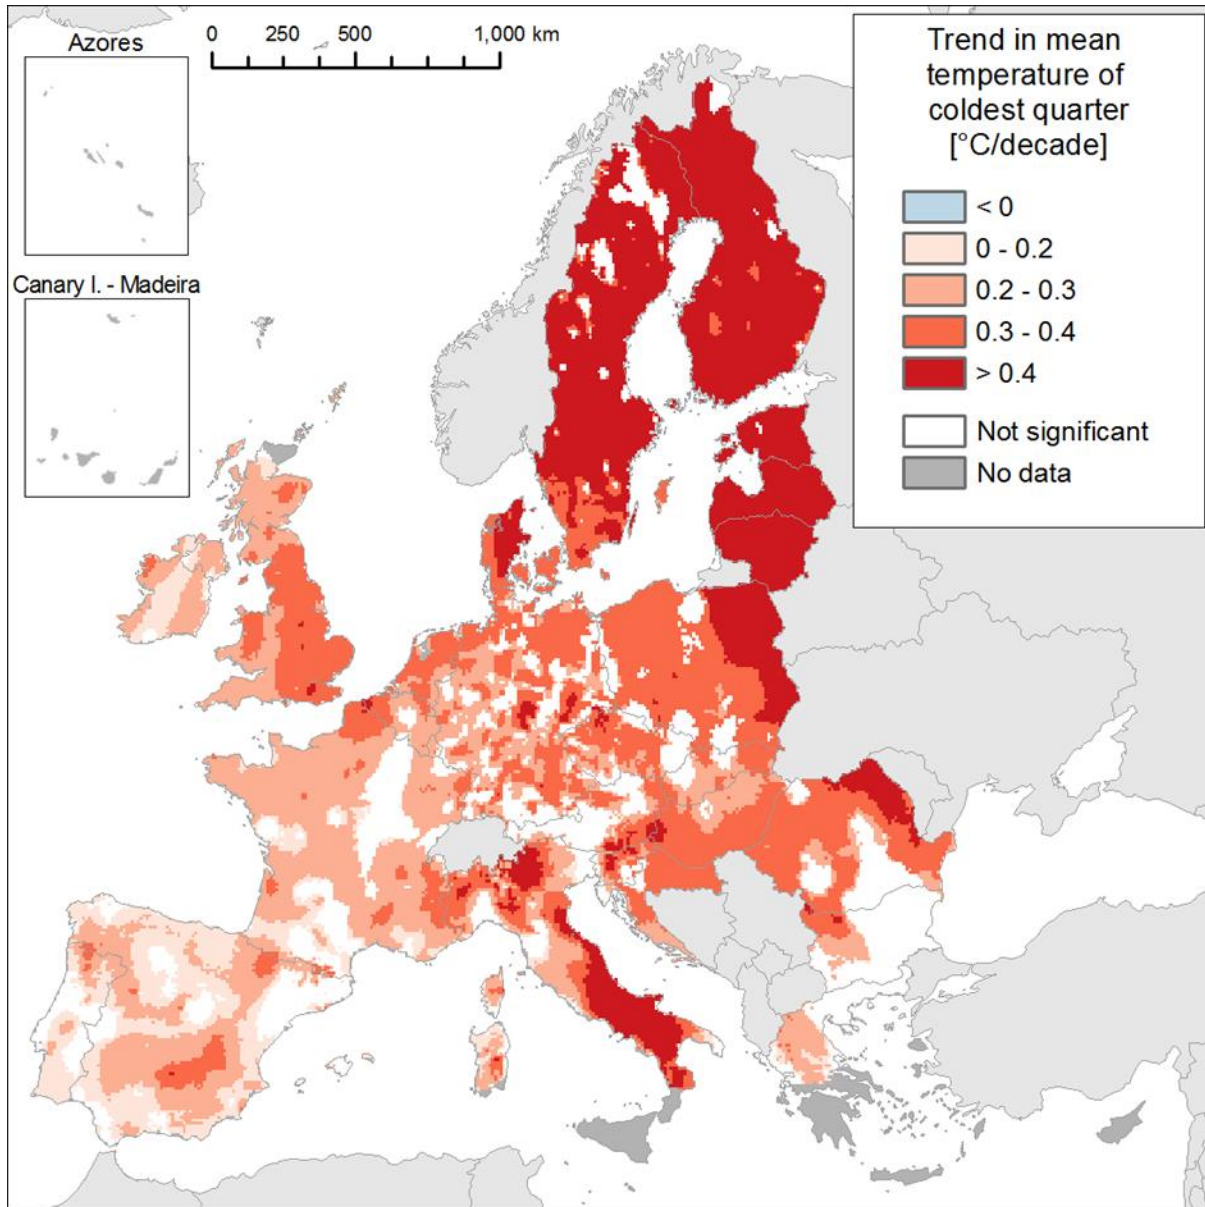 Azores
0 250 500 1,000 km
Canary I. - Madeira
Trend in mean
temperature of
coldest quarter
[°C/decade]
< 0
0 - 0.2
0.2 - 0.3
0.3 - 0.4
> 0.4
Not significant
No data